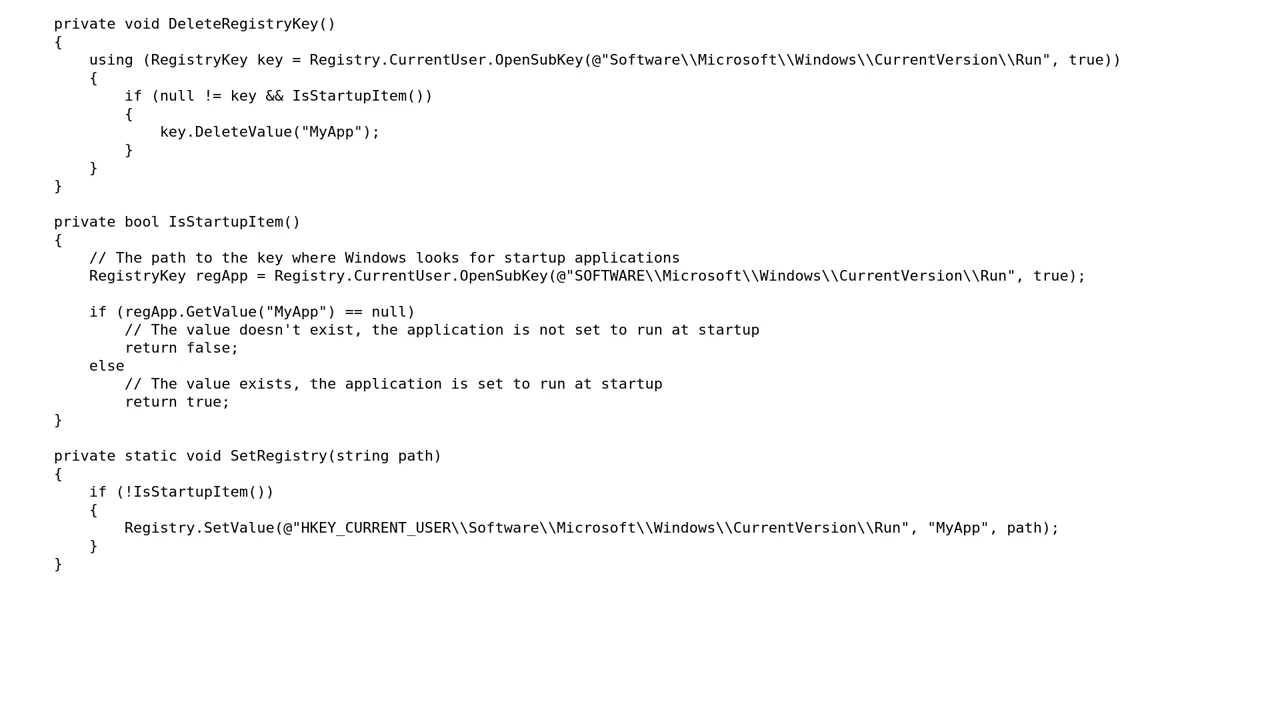 private void DeleteRegistryKey()
{
    using (RegistryKey key = Registry.CurrentUser.OpenSubKey(@"Software\\Microsoft\\Windows\\CurrentVersion\\Run", true))
    {
        if (null != key && IsStartupItem())
        {
            key.DeleteValue("MyApp");
        }
    }
}

private bool IsStartupItem()
{
    // The path to the key where Windows looks for startup applications
    RegistryKey regApp = Registry.CurrentUser.OpenSubKey(@"SOFTWARE\\Microsoft\\Windows\\CurrentVersion\\Run", true);

    if (regApp.GetValue("MyApp") == null)
        // The value doesn't exist, the application is not set to run at startup
        return false;
    else
        // The value exists, the application is set to run at startup
        return true;
}

private static void SetRegistry(string path)
{
    if (!IsStartupItem())
    {
        Registry.SetValue(@"HKEY_CURRENT_USER\\Software\\Microsoft\\Windows\\CurrentVersion\\Run", "MyApp", path);
    }
}